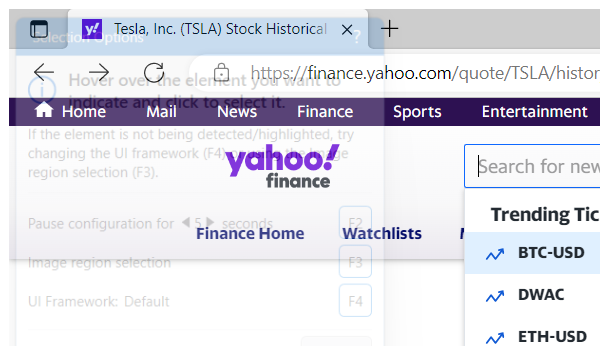 Tesla, Inc. (TSLA) Stock Historical
Selection Options
?
https://finance.yahoo.com/quote/TSLA/histor
Hover over the element you want to
indicate and click to select it.
Home Mail News Finance Sports Entertainment
If the element is not being detected/highlighted, try
changing the UI framework (F4) or using the image
region selection (F3).
yahoo!
finance
Search for new
Trending Tic
Pause configuration for 5 seconds F2
Finance Home Watchlists
BTC-USD
Image region selection F3
UI Framework: Default F4
DWAC
ETH-USD